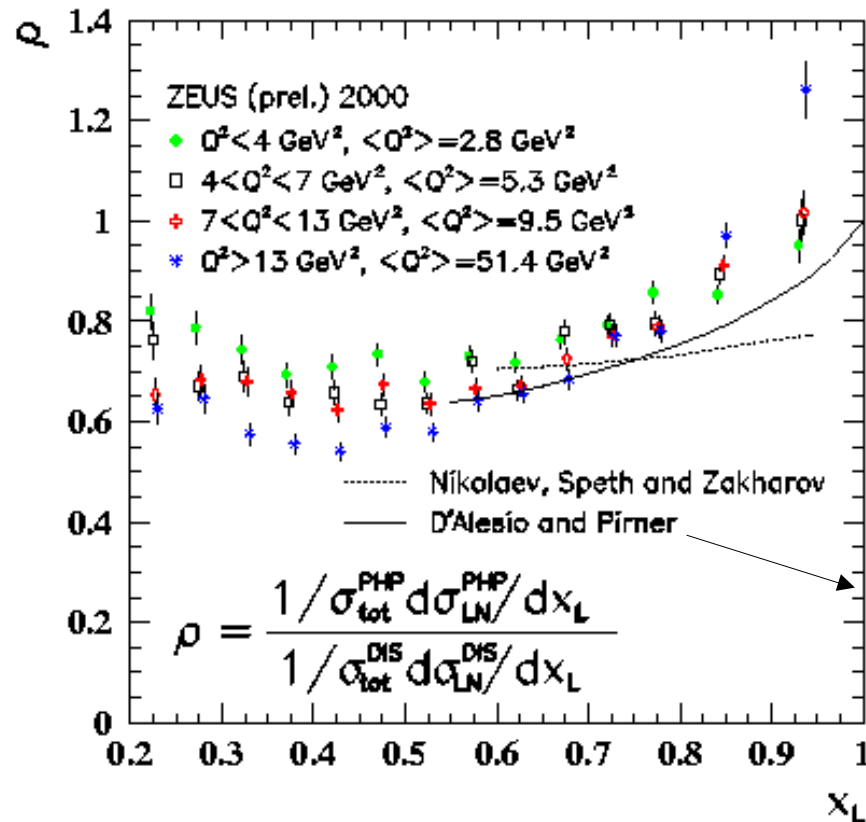 ρ
1.4
1.2
1
0.8
0.6
0.4
0.2
0
ZEUS (prel.) 2000
Q²<4 GeV², <Q²>=2.8 GeV²
4<Q²<7 GeV², <Q²>=5.3 GeV²
7<Q²<13 GeV², <Q²>=9.5 GeV²
Q²>13 GeV², <Q²>=51.4 GeV²
Nikolaev, Speth and Zakharov
D'Alesio and Pirner
ρ = (1/σ_tot^PHP dσ_LN^PHP/dx_L) / (1/σ_tot^DIS dσ_LN^DIS/dx_L)
0.2 0.3 0.4 0.5 0.6 0.7 0.8 0.9 1
x_L